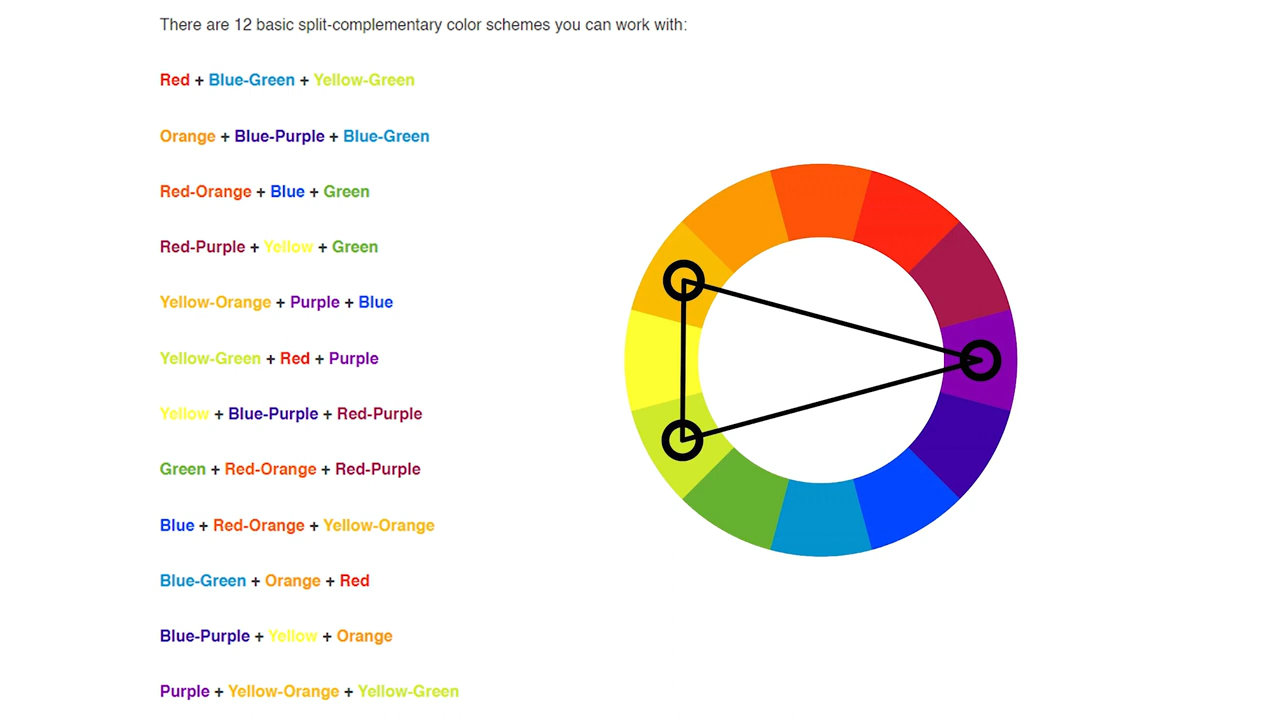 There are 12 basic split-complementary color schemes you can work with:
Red + Blue-Green + Yellow-Green
Orange + Blue-Purple + Blue-Green
Red-Orange + Blue + Green
Red-Purple + Yellow + Green
Yellow-Orange + Purple + Blue
Yellow-Green + Red + Purple
Yellow + Blue-Purple + Red-Purple
Green + Red-Orange + Red-Purple
Blue + Red-Orange + Yellow-Orange
Blue-Green + Orange + Red
Blue-Purple + Yellow + Orange
Purple + Yellow-Orange + Yellow-Green